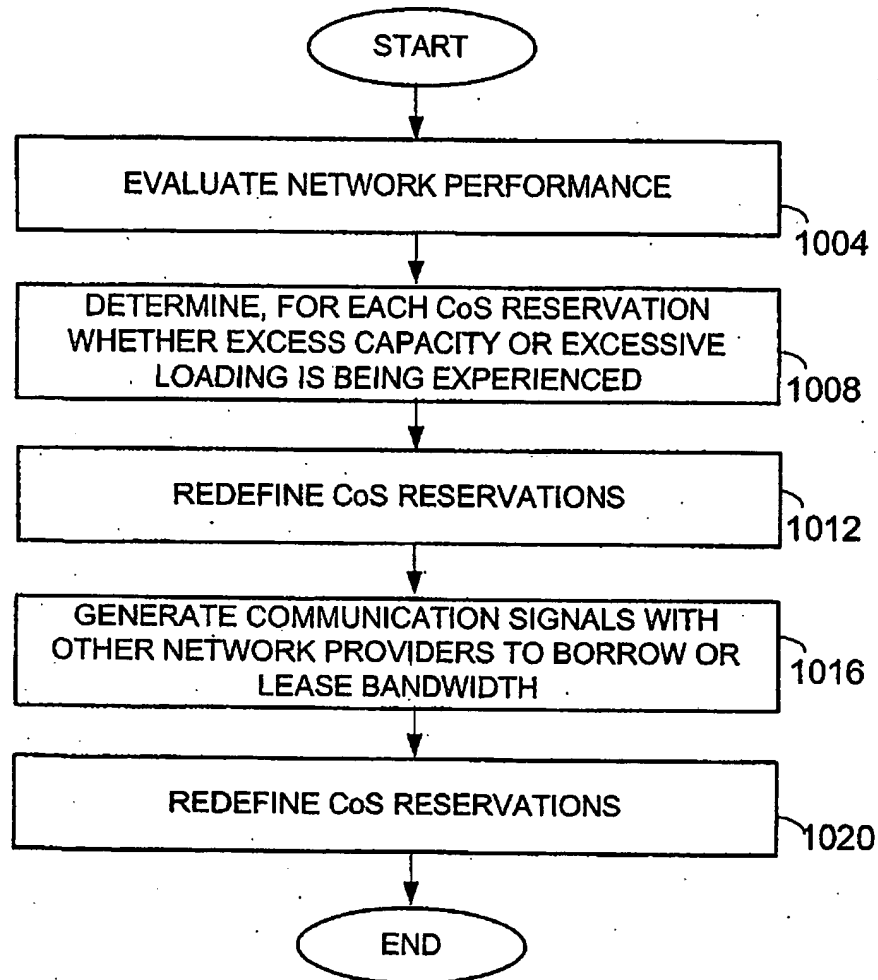 START
EVALUATE NETWORK PERFORMANCE
1004
DETERMINE, FOR EACH CoS RESERVATION
WHETHER EXCESS CAPACITY OR EXCESSIVE
LOADING IS BEING EXPERIENCED
1008
REDEFINE CoS RESERVATIONS
1012
GENERATE COMMUNICATION SIGNALS WITH
OTHER NETWORK PROVIDERS TO BORROW OR
LEASE BANDWIDTH
1016
REDEFINE CoS RESERVATIONS
1020
END